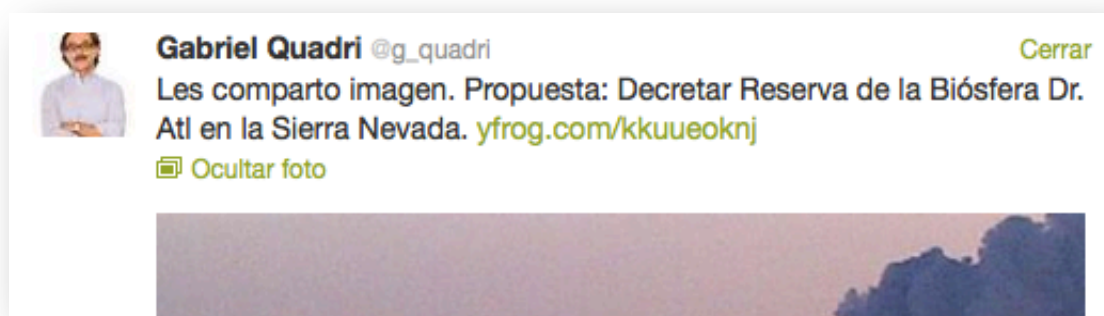 Gabriel Quadri @g_quadri Cerrar
Les comparto imagen. Propuesta: Decretar Reserva de la Biósfera Dr.
Atl en la Sierra Nevada. yfrog.com/kkuueoknj
Ocultar foto